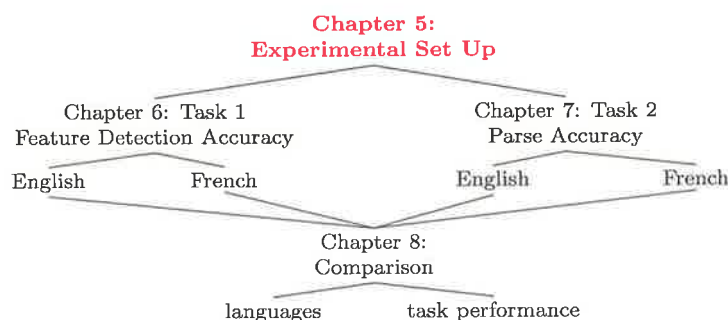 Chapter 5:
Experimental Set Up
Chapter 6: Task 1
Feature Detection Accuracy
Chapter 7: Task 2
Parse Accuracy
English
French
English
French
Chapter 8:
Comparison
languages
task performance